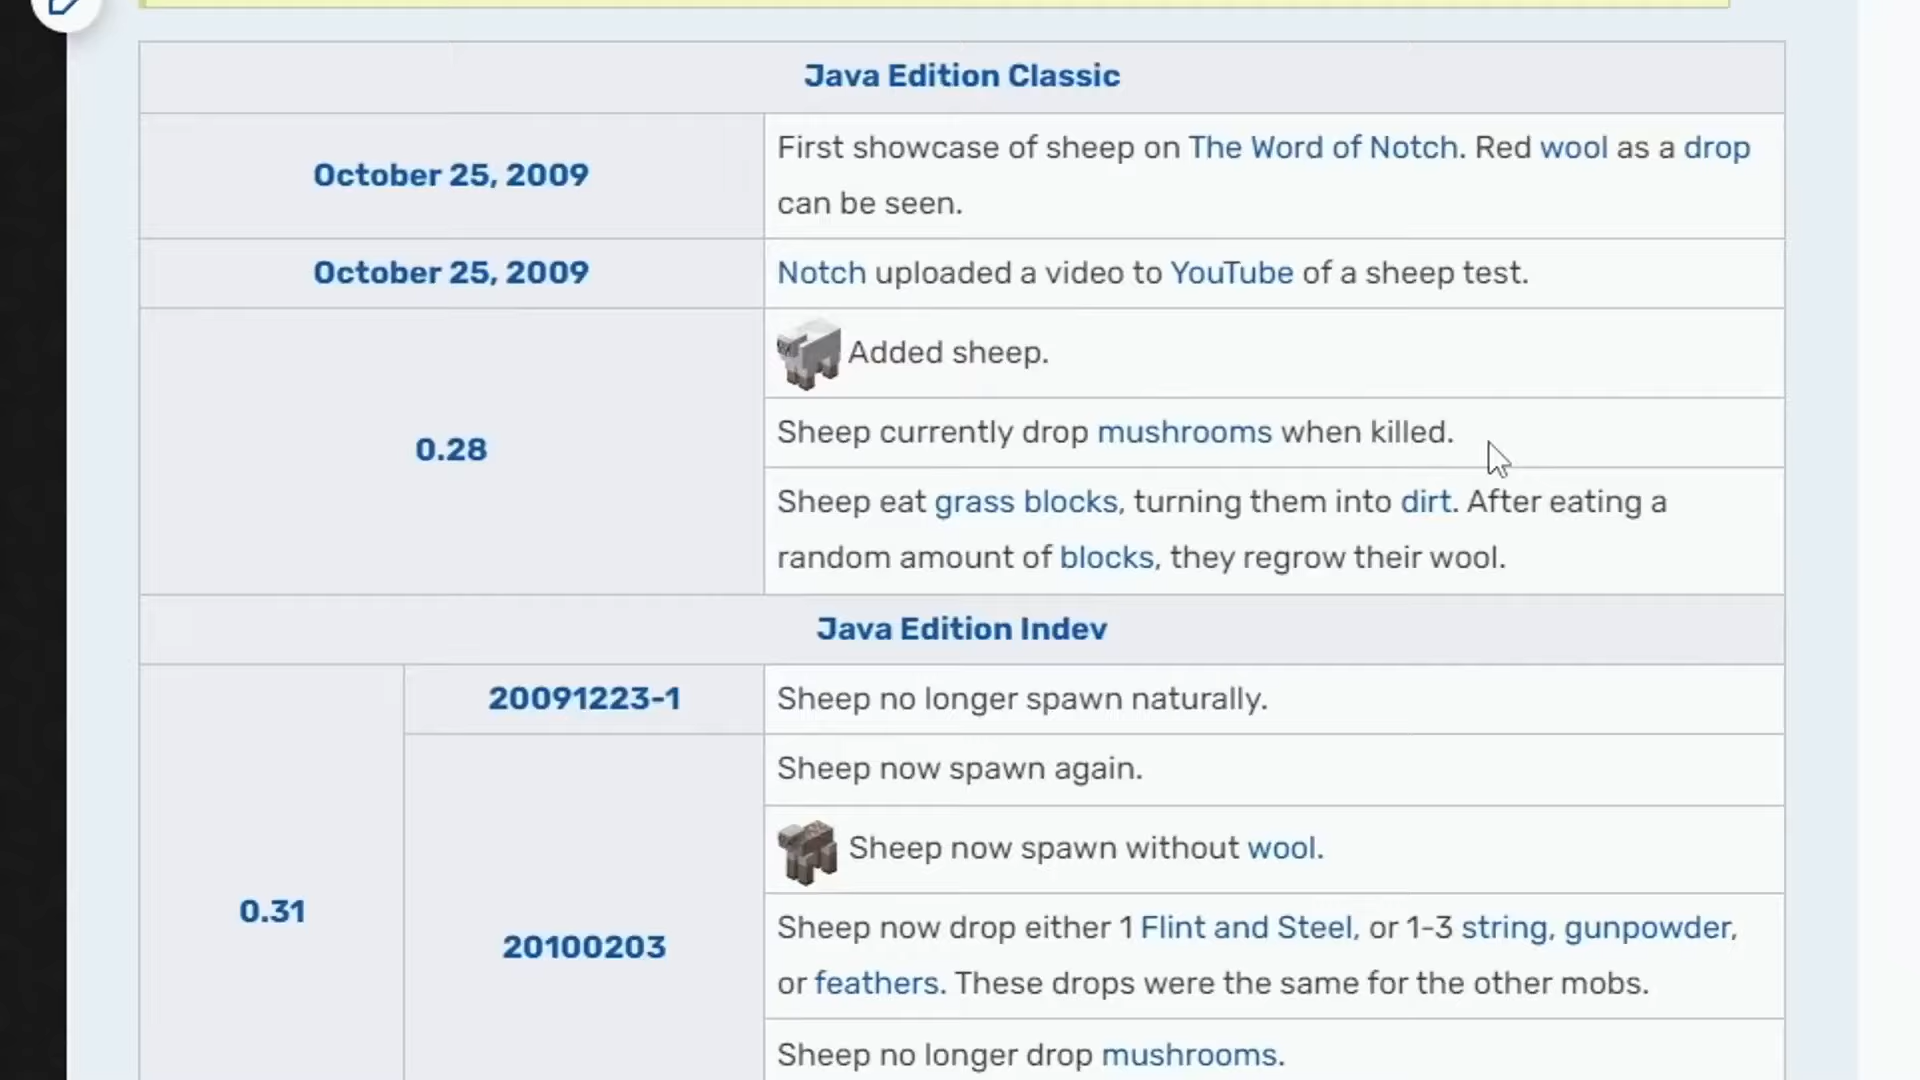 Java Edition Classic
October 25, 2009
First showcase of sheep on The Word of Notch. Red wool as a drop
can be seen.
October 25, 2009
Notch uploaded a video to YouTube of a sheep test.
0.28
Added sheep.
Sheep currently drop mushrooms when killed.
Sheep eat grass blocks, turning them into dirt. After eating a
random amount of blocks, they regrow their wool.
Java Edition Indev
0.31
20091223-1
Sheep no longer spawn naturally.
20100203
Sheep now spawn again.
Sheep now spawn without wool.
Sheep now drop either 1 Flint and Steel, or 1-3 string, gunpowder,
or feathers. These drops were the same for the other mobs.
Sheep no longer drop mushrooms.